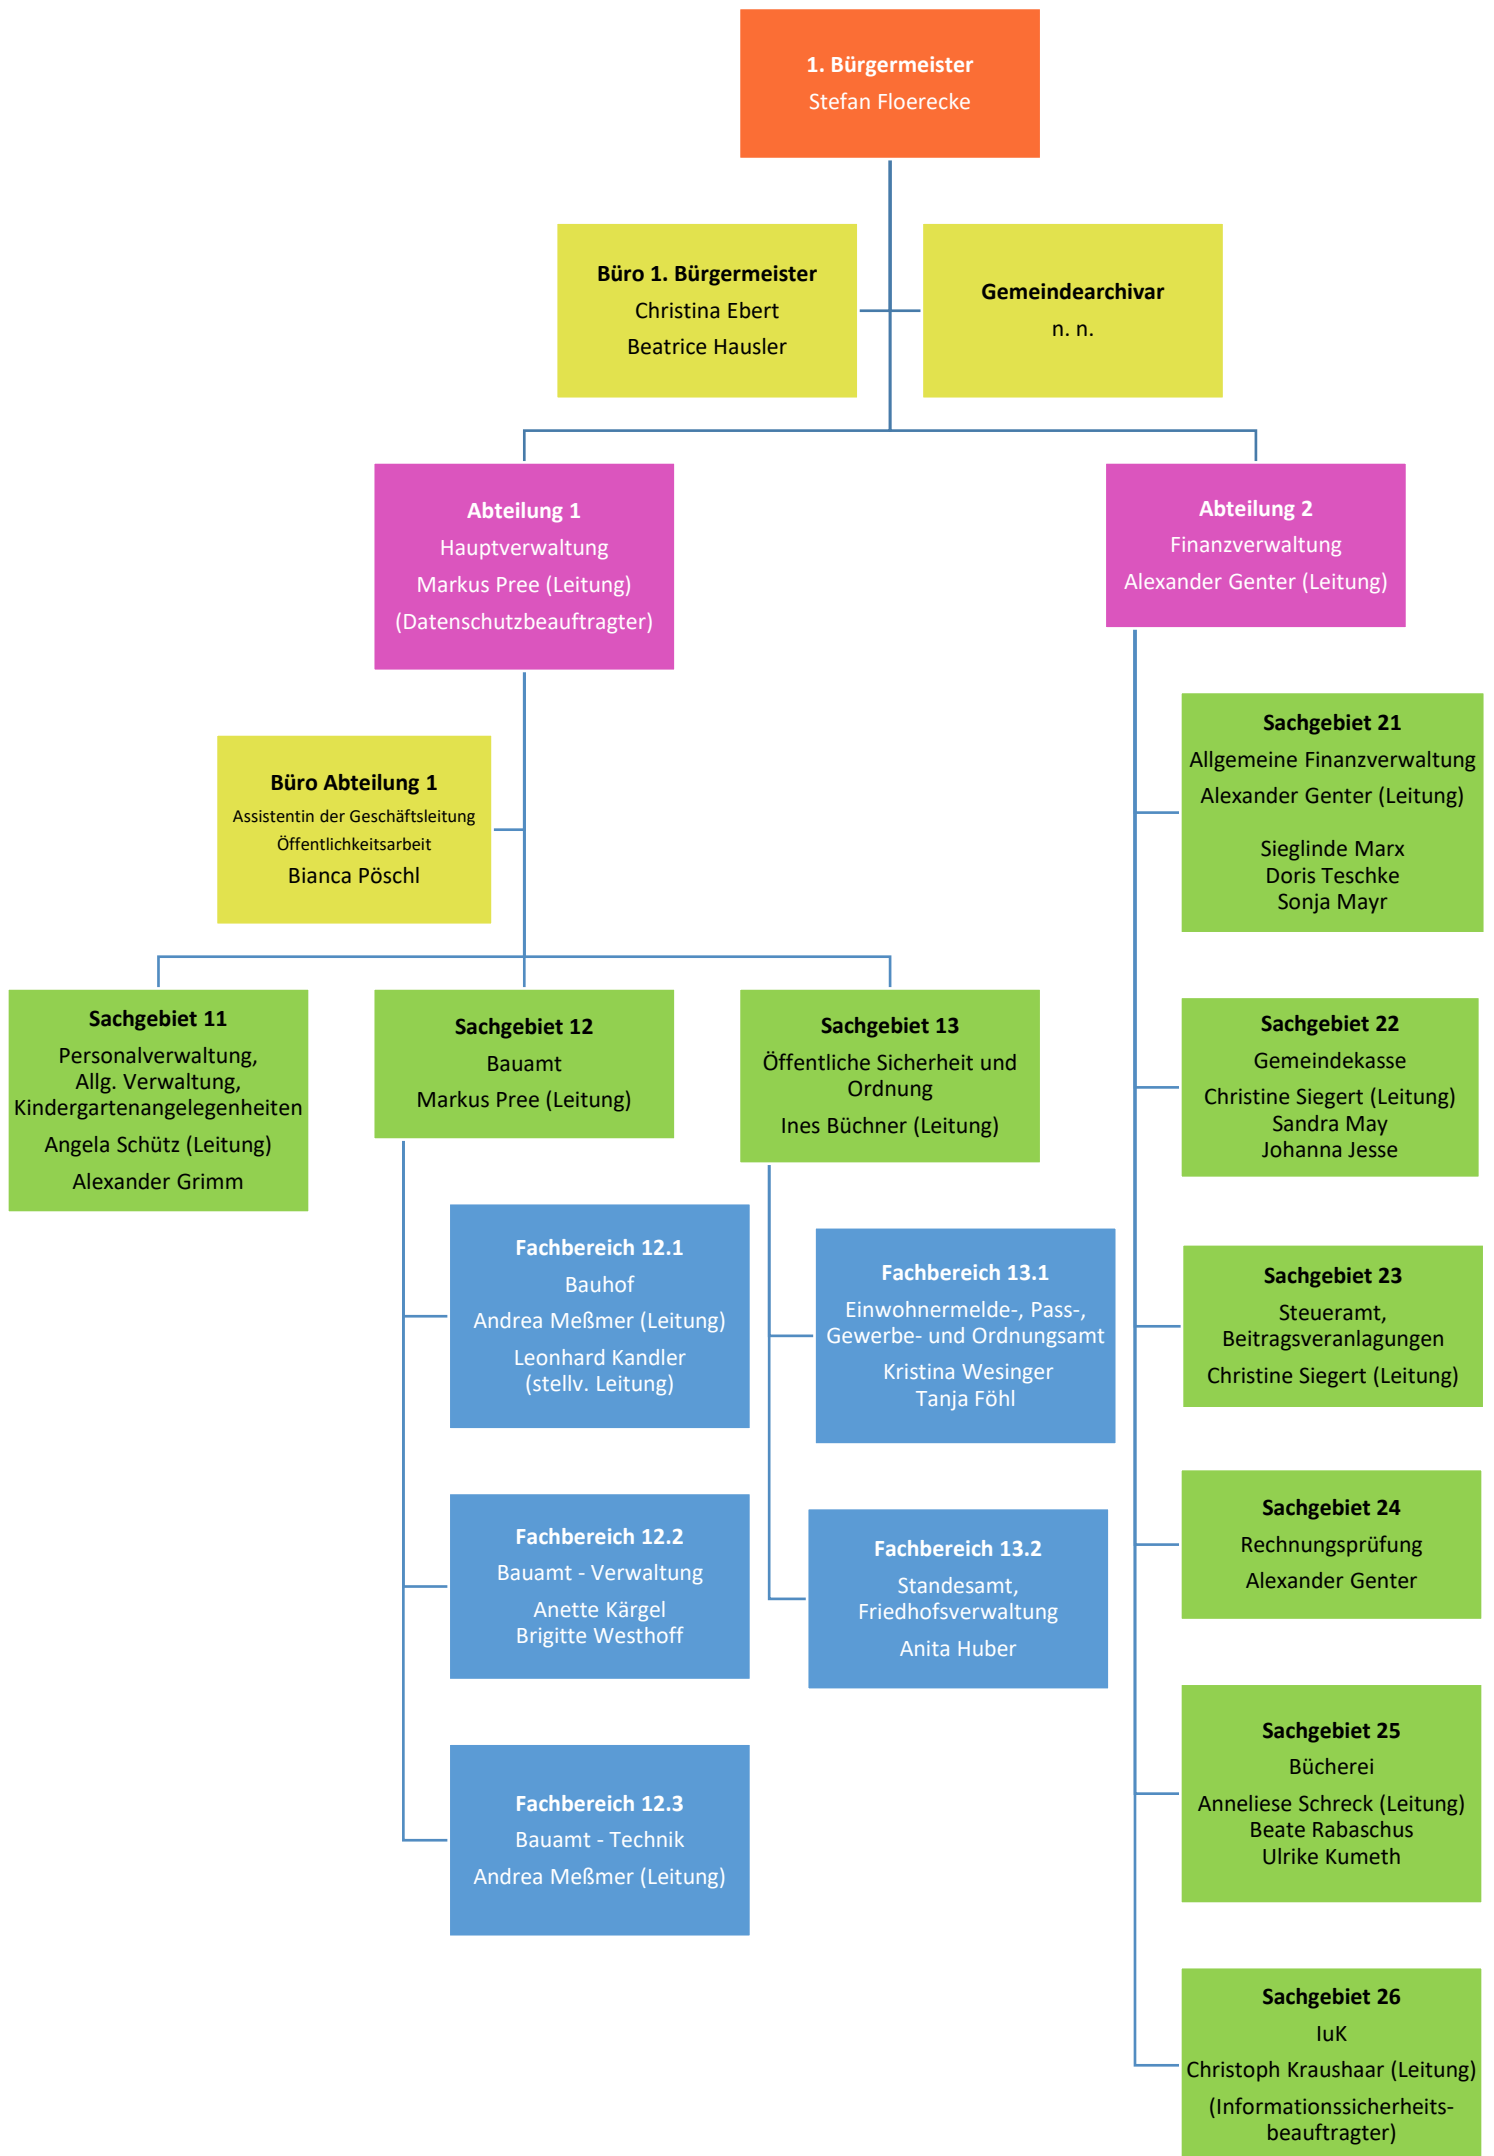 1. Bürgermeister
Stefan Floerecke
Büro 1. Bürgermeister
Christina Ebert
Beatrice Hausler
Gemeindearchivar
n. n.
Abteilung 1
Hauptverwaltung
Markus Pree (Leitung)
(Datenschutzbeauftragter)
Abteilung 2
Finanzverwaltung
Alexander Genter (Leitung)
Büro Abteilung 1
Assistentin der Geschäftsleitung
Öffentlichkeitsarbeit
Bianca Pöschl
Sachgebiet 11
Personalverwaltung,
Allg. Verwaltung,
Kindergartenangelegenheiten
Angela Schütz (Leitung)
Alexander Grimm
Sachgebiet 12
Bauamt
Markus Pree (Leitung)
Fachbereich 12.1
Bauhof
Andrea Meßmer (Leitung)
Leonhard Kandler
(stellv. Leitung)
Fachbereich 12.2
Bauamt - Verwaltung
Anette Kärgel
Brigitte Westhoff
Fachbereich 12.3
Bauamt - Technik
Andrea Meßmer (Leitung)
Sachgebiet 13
Öffentliche Sicherheit und
Ordnung
Ines Büchner (Leitung)
Fachbereich 13.1
Einwohnermelde-, Pass-,
Gewerbe- und Ordnungsamt
Kristina Wesinger
Tanja Föhl
Fachbereich 13.2
Standesamt,
Friedhofsverwaltung
Anita Huber
Sachgebiet 21
Allgemeine Finanzverwaltung
Alexander Genter (Leitung)
Sieglinde Marx
Doris Teschke
Sonja Mayr
Sachgebiet 22
Gemeindekasse
Christine Siegert (Leitung)
Sandra May
Johanna Jesse
Sachgebiet 23
Steueramt,
Beitragsveranlagungen
Christine Siegert (Leitung)
Sachgebiet 24
Rechnungsprüfung
Alexander Genter
Sachgebiet 25
Bücherei
Anneliese Schreck (Leitung)
Beate Rabaschus
Ulrike Kumeth
Sachgebiet 26
IuK
Christoph Kraushaar (Leitung)
(Informationssicherheits-
beauftragter)